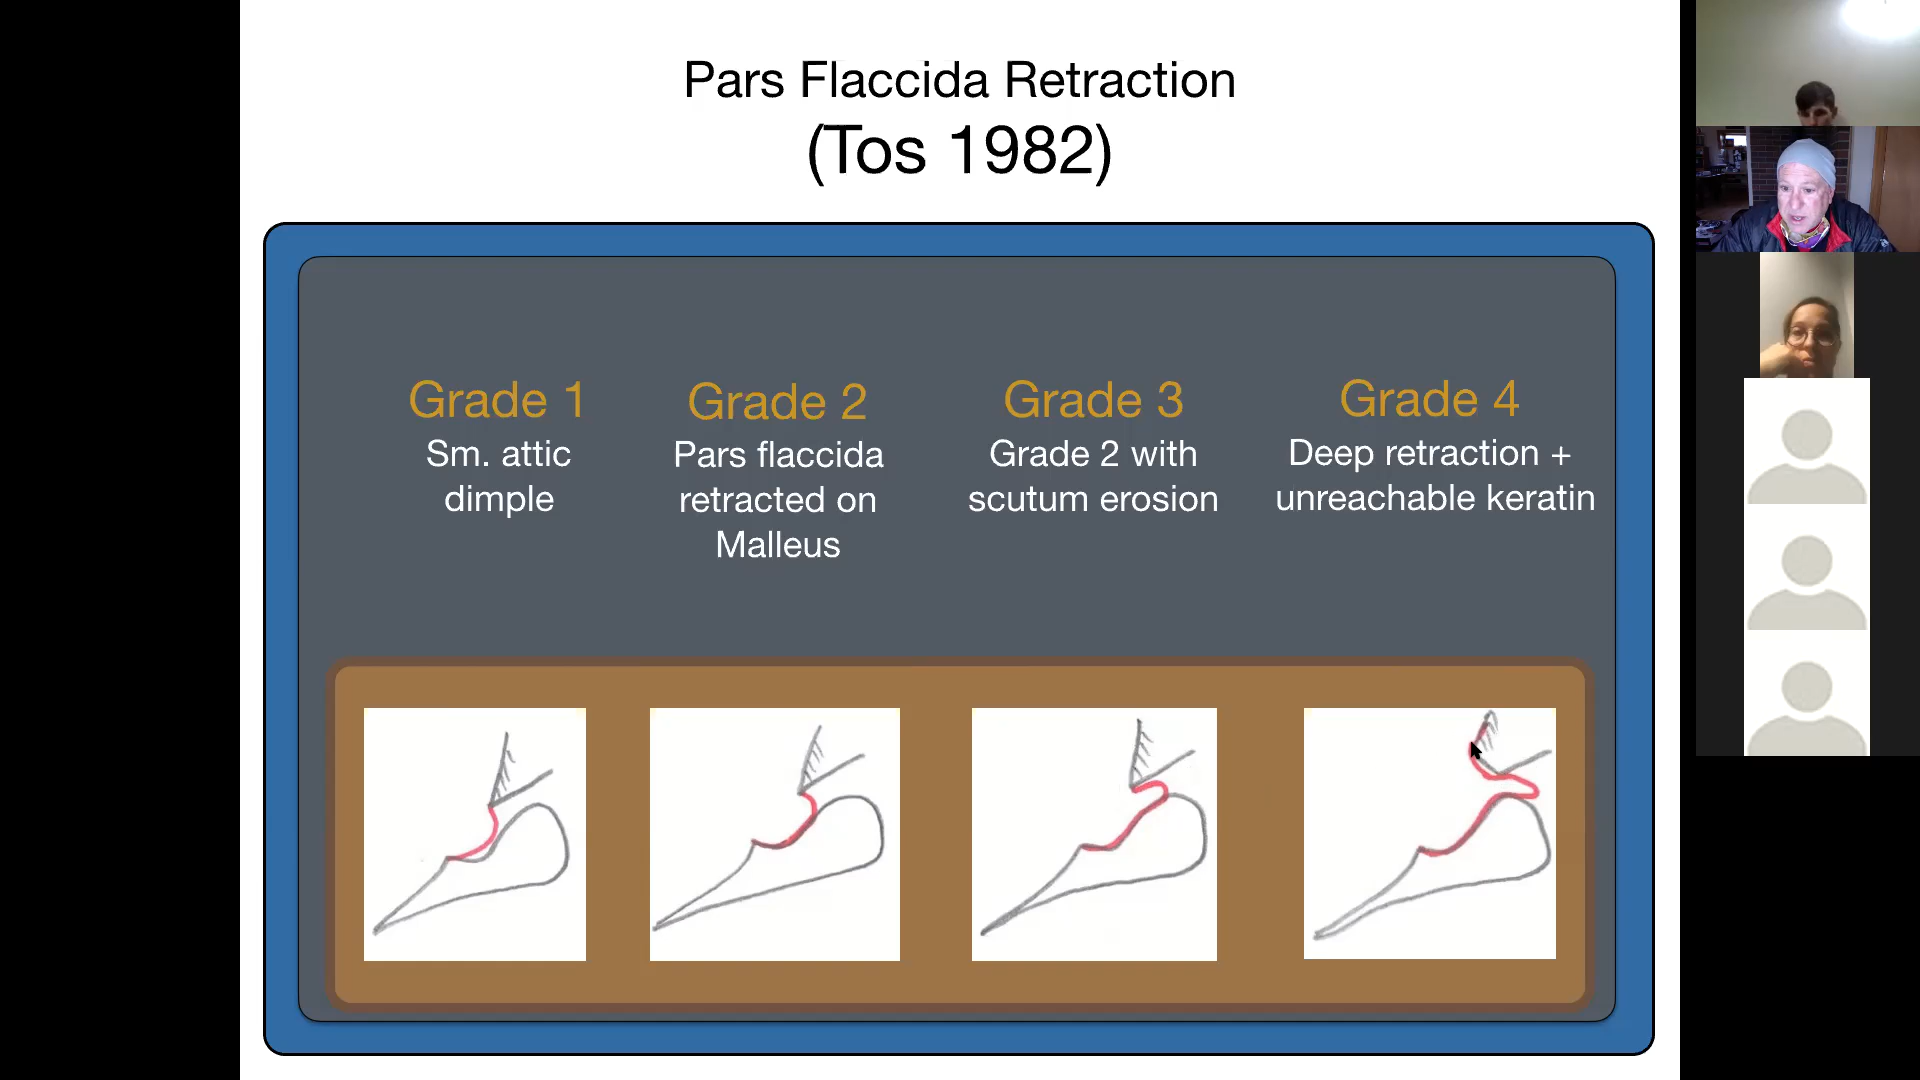 Pars Flaccida Retraction
(Tos 1982)
Grade 1
Sm. attic
dimple
Grade 2
Pars flaccida
retracted on
Malleus
Grade 3
Grade 2 with
scutum erosion
Grade 4
Deep retraction +
unreachable keratin